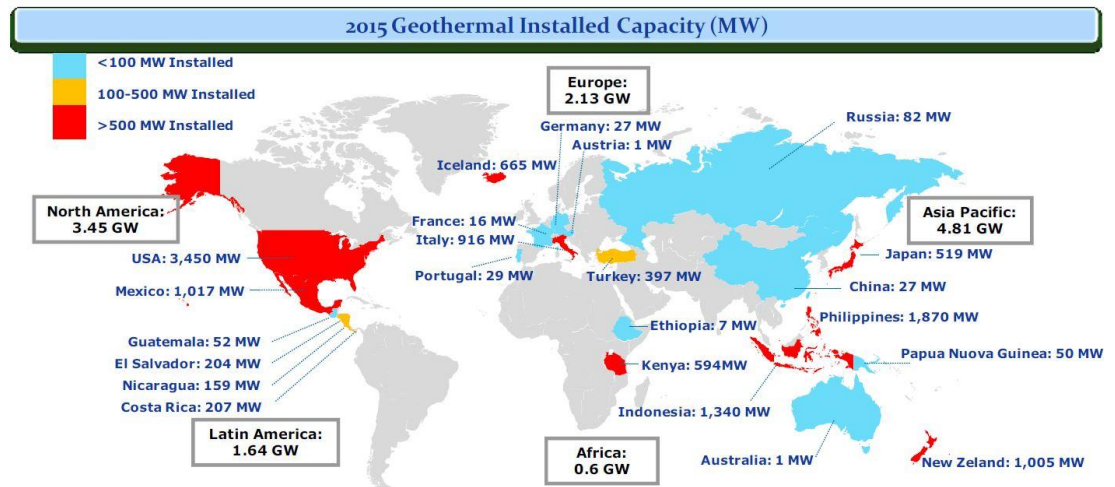 2015 Geothermal Installed Capacity (MW)
<100 MW Installed
100-500 MW Installed
>500 MW Installed
Europe:
2.13 GW
Germany: 27 MW
Austria: 1 MW
Russia: 82 MW
Iceland: 665 MW
North America:
3.45 GW
France: 16 MW
Italy: 916 MW
Asia Pacific:
4.81 GW
USA: 3,450 MW
Portugal: 29 MW
Turkey: 397 MW
Japan: 519 MW
Mexico: 1,017 MW
China: 27 MW
Philippines: 1,870 MW
Guatemala: 52 MW
Ethiopia: 7 MW
El Salvador: 204 MW
Kenya: 594MW
Papua Nuova Guinea: 50 MW
Nicaragua: 159 MW
Costa Rica: 207 MW
Indonesia: 1,340 MW
Latin America:
1.64 GW
Africa:
0.6 GW
Australia: 1 MW
New Zeland: 1,005 MW